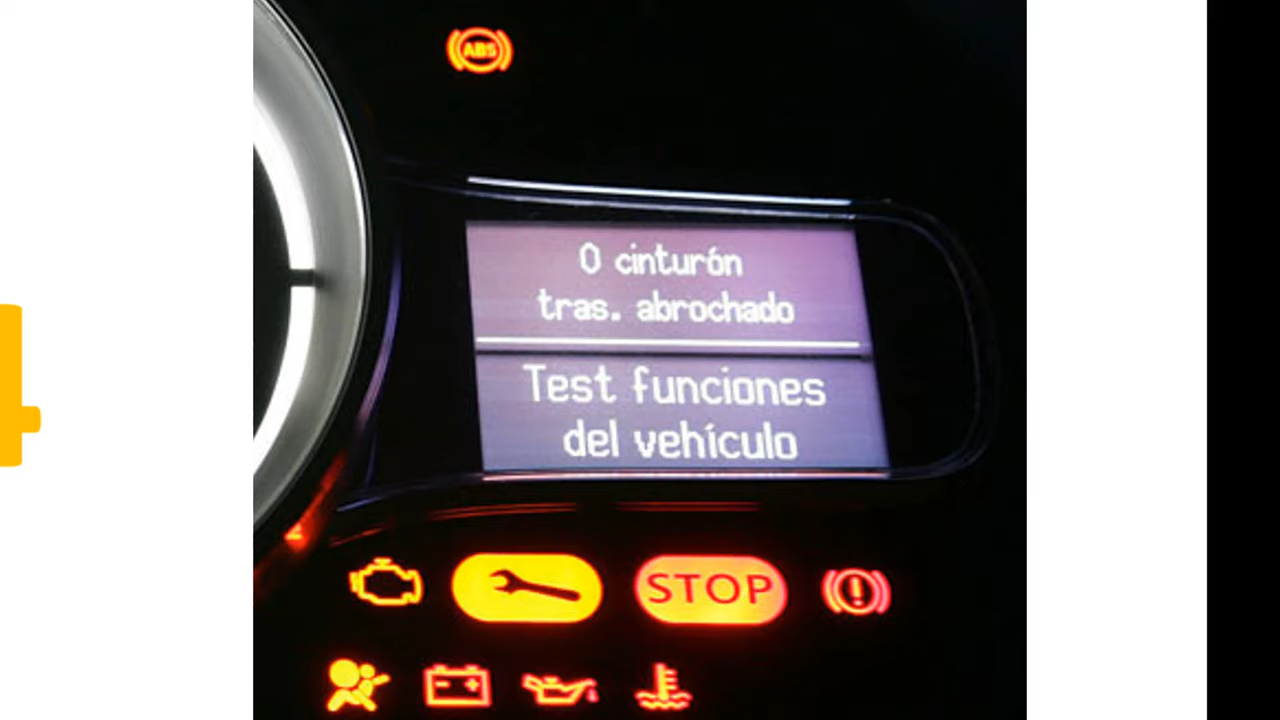 ABS
0 cinturón
tras. abrochado
Test funciones
del vehículo
STOP